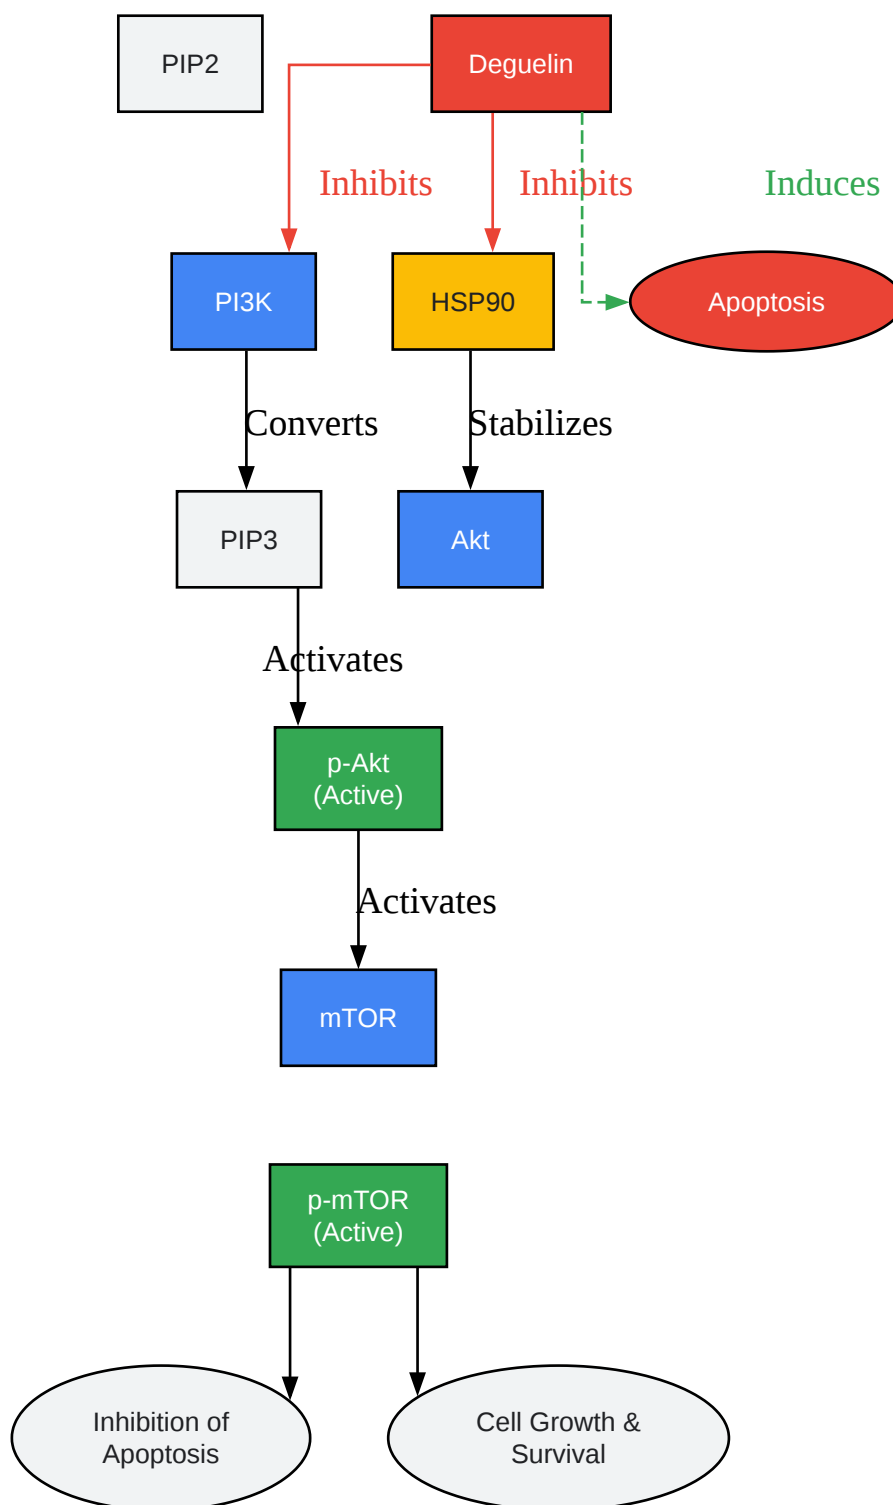 PIP2
Deguelin
Inhibits
Inhibits
Induces
PI3K
HSP90
Apoptosis
Converts
Stabilizes
PIP3
Akt
Activates
p-Akt
(Active)
Activates
mTOR
p-mTOR
(Active)
Inhibition of
Apoptosis
Cell Growth &
Survival